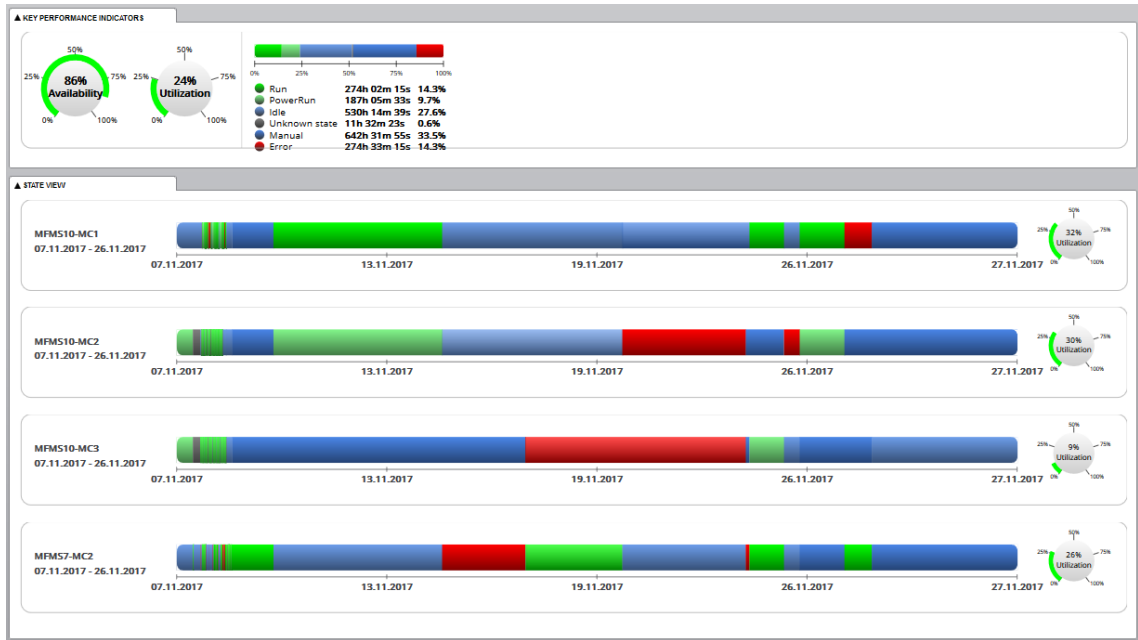 ▲ KEY PERFORMANCE INDICATORS
50%
25%
75%
86%
Availability
0%
100%
50%
25%
75%
24%
Utilization
0%
100%
0% 25% 50% 75% 100%
Run 274h 02m 15s 14.3%
PowerRun 187h 05m 33s 9.7%
Idle 530h 14m 39s 27.6%
Unknown state 11h 32m 23s 0.6%
Manual 642h 31m 55s 33.5%
Error 274h 33m 15s 14.3%
▲ STATE VIEW
MFMS10-MC1
07.11.2017 - 26.11.2017
07.11.2017 13.11.2017 19.11.2017 26.11.2017 27.11.2017
50%
25%
75%
32%
Utilization
0%
100%
MFMS10-MC2
07.11.2017 - 26.11.2017
07.11.2017 13.11.2017 19.11.2017 26.11.2017 27.11.2017
50%
25%
75%
30%
Utilization
0%
100%
MFMS10-MC3
07.11.2017 - 26.11.2017
07.11.2017 13.11.2017 19.11.2017 26.11.2017 27.11.2017
50%
25%
75%
9%
Utilization
0%
100%
MFMS7-MC2
07.11.2017 - 26.11.2017
07.11.2017 13.11.2017 19.11.2017 26.11.2017 27.11.2017
50%
25%
75%
26%
Utilization
0%
100%